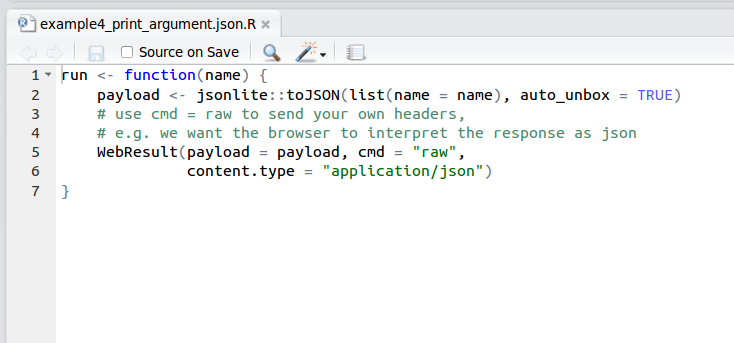 example4_print_argument.json.R
Source on Save
1 run <- function(name) {
2     payload <- jsonlite::toJSON(list(name = name), auto_unbox = TRUE)
3     # use cmd = raw to send your own headers,
4     # e.g. we want the browser to interpret the response as json
5     WebResult(payload = payload, cmd = "raw",
6               content.type = "application/json")
7 }